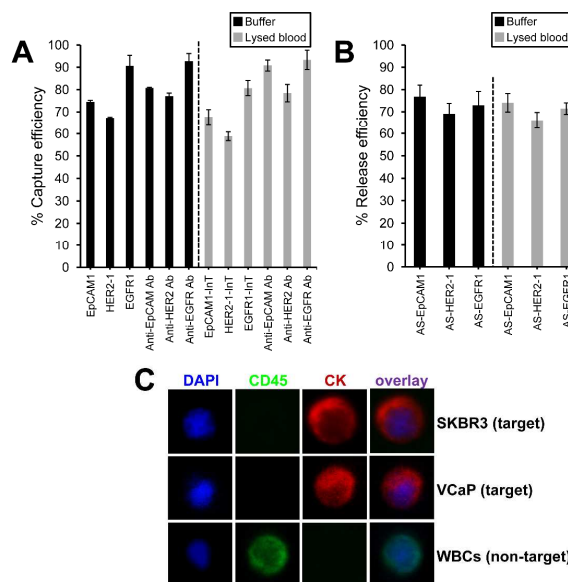 A
Buffer
Lysed blood
% Capture efficiency
100
90
80
70
60
50
40
30
20
10
0
EpCAM1
HER2-1
EGFR1
Anti-EpCAM Ab
Anti-HER2 Ab
Anti-EGFR Ab
EpCAM1-InT
HER2-1-InT
EGFR1-InT
Anti-EpCAM Ab
Anti-HER2 Ab
Anti-EGFR Ab
B
Buffer
Lysed blood
% Release efficiency
100
90
80
70
60
50
40
30
20
10
0
AS-EpCAM1
AS-HER2-1
AS-EGFR1
AS-EpCAM1
AS-HER2-1
AS-EGFR1
C
DAPI CD45 CK overlay
SKBR3 (target)
VCaP (target)
WBCs (non-target)